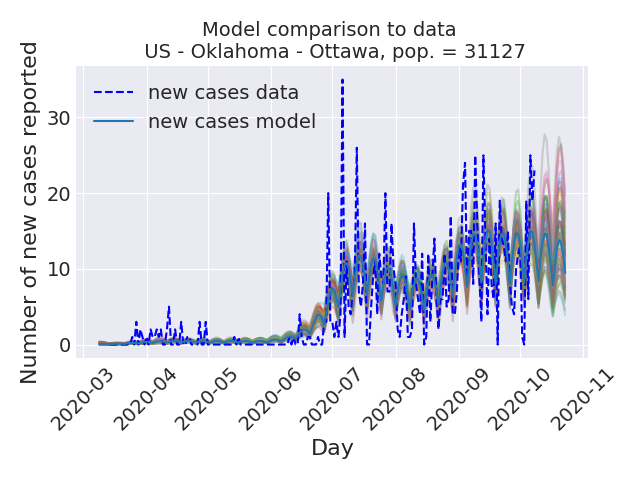 Model comparison to data
US - Oklahoma - Ottawa, pop. = 31127
Number of new cases reported
new cases data
new cases model
30
20
10
0
2020-03
2020-04
2020-05
2020-06
2020-07
2020-08
2020-09
2020-10
2020-11
Day